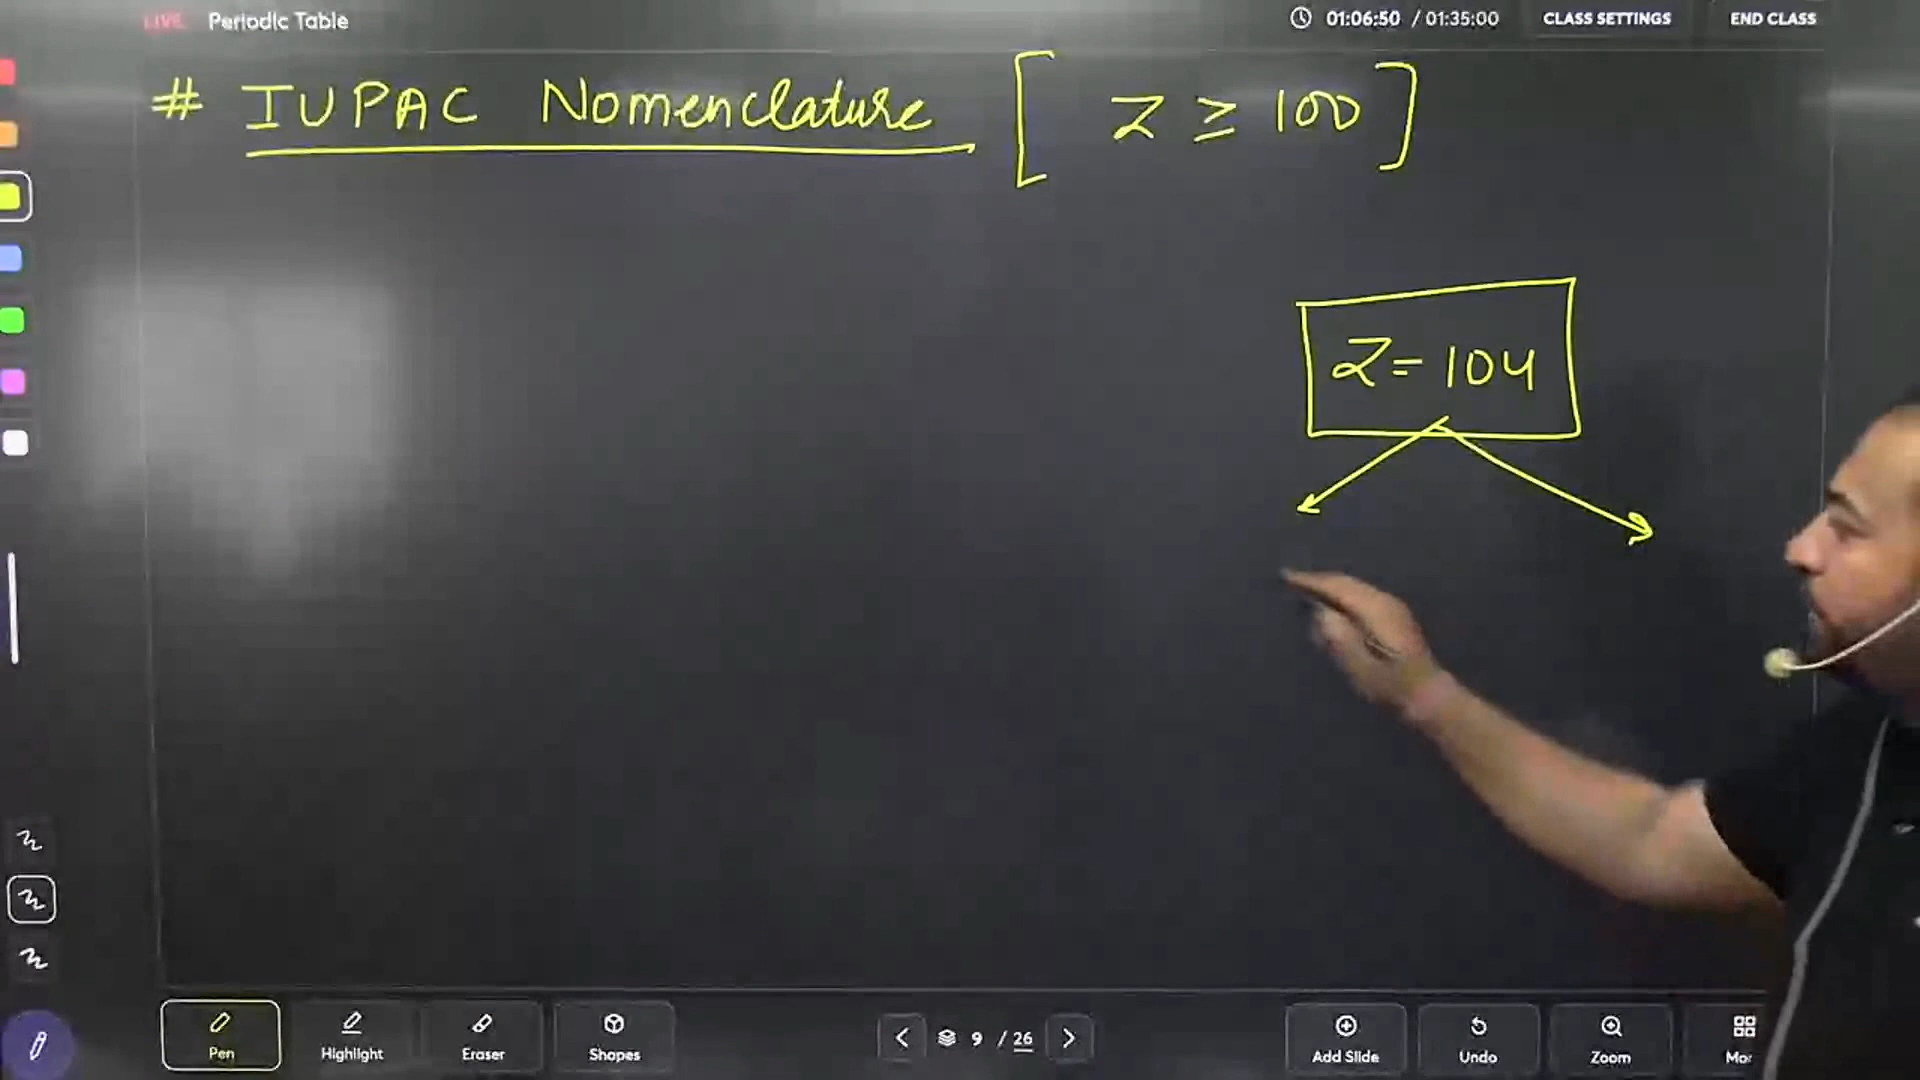 LIVE Periodic Table
01:06:50 / 01:35:00 CLASS SETTINGS END CLASS
# IUPAC Nomenclature [ Z ≥ 100 ]
Z = 104
Pen Highlight Eraser Shapes
9 / 26
Add Slide Undo Zoom Mor